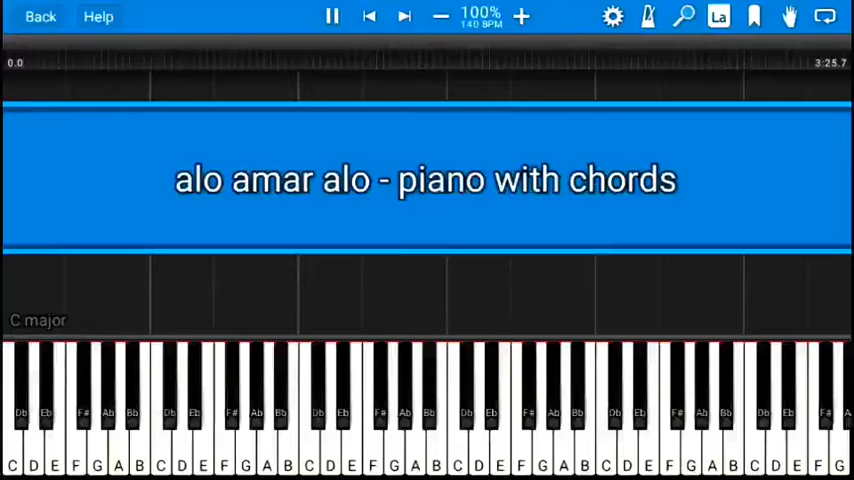 Back Help 100% La
140 BPM
0.0 3:25.7
alo amar alo - piano with chords
C major
Db Eb F# Ab Bb Db Eb F# Ab Bb Db Eb F# Ab Bb Db Eb F# Ab Bb Db Eb F# Ab Bb Db Eb F# A
C D E F G A B C D E F G A B C D E F G A B C D E F G A B C D E F G A B C D E F G